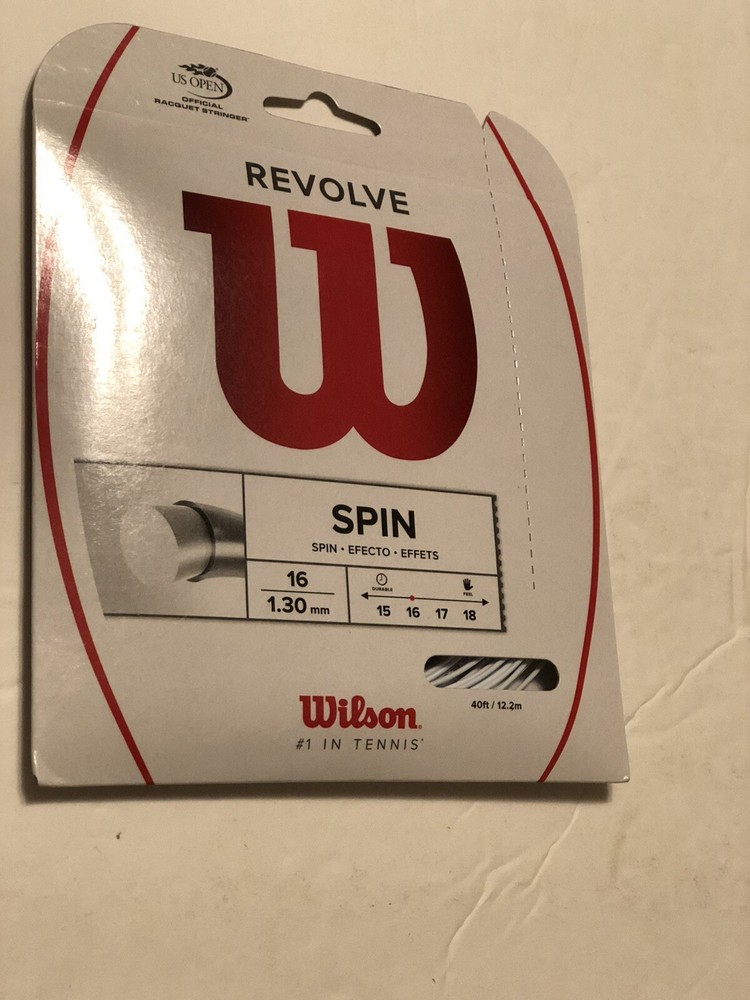 US OPEN
OFFICIAL
RACQUET STRINGER
REVOLVE
W
SPIN
SPIN • EFECTO • EFFETS
16
1.30 mm
DURABLE FEEL
15 16 17 18
40ft / 12.2m
Wilson®
#1 IN TENNIS